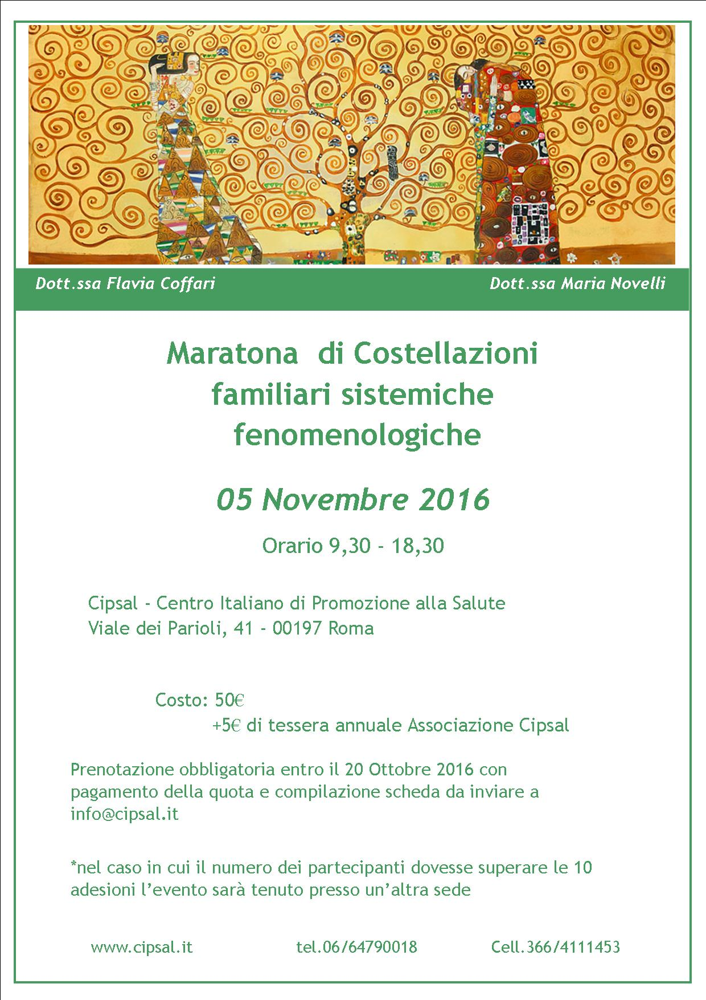 Dott.ssa Flavia Coffari Dott.ssa Maria Novelli
Maratona di Costellazioni
familiari sistemiche
fenomenologiche
05 Novembre 2016
Orario 9,30 - 18,30
Cipsal - Centro Italiano di Promozione alla Salute
Viale dei Parioli, 41 - 00197 Roma
Costo: 50€
+5€ di tessera annuale Associazione Cipsal
Prenotazione obbligatoria entro il 20 Ottobre 2016 con
pagamento della quota e compilazione scheda da inviare a
info@cipsal.it
*nel caso in cui il numero dei partecipanti dovesse superare le 10
adesioni l’evento sarà tenuto presso un’altra sede
www.cipsal.it tel.06/64790018 Cell.366/4111453